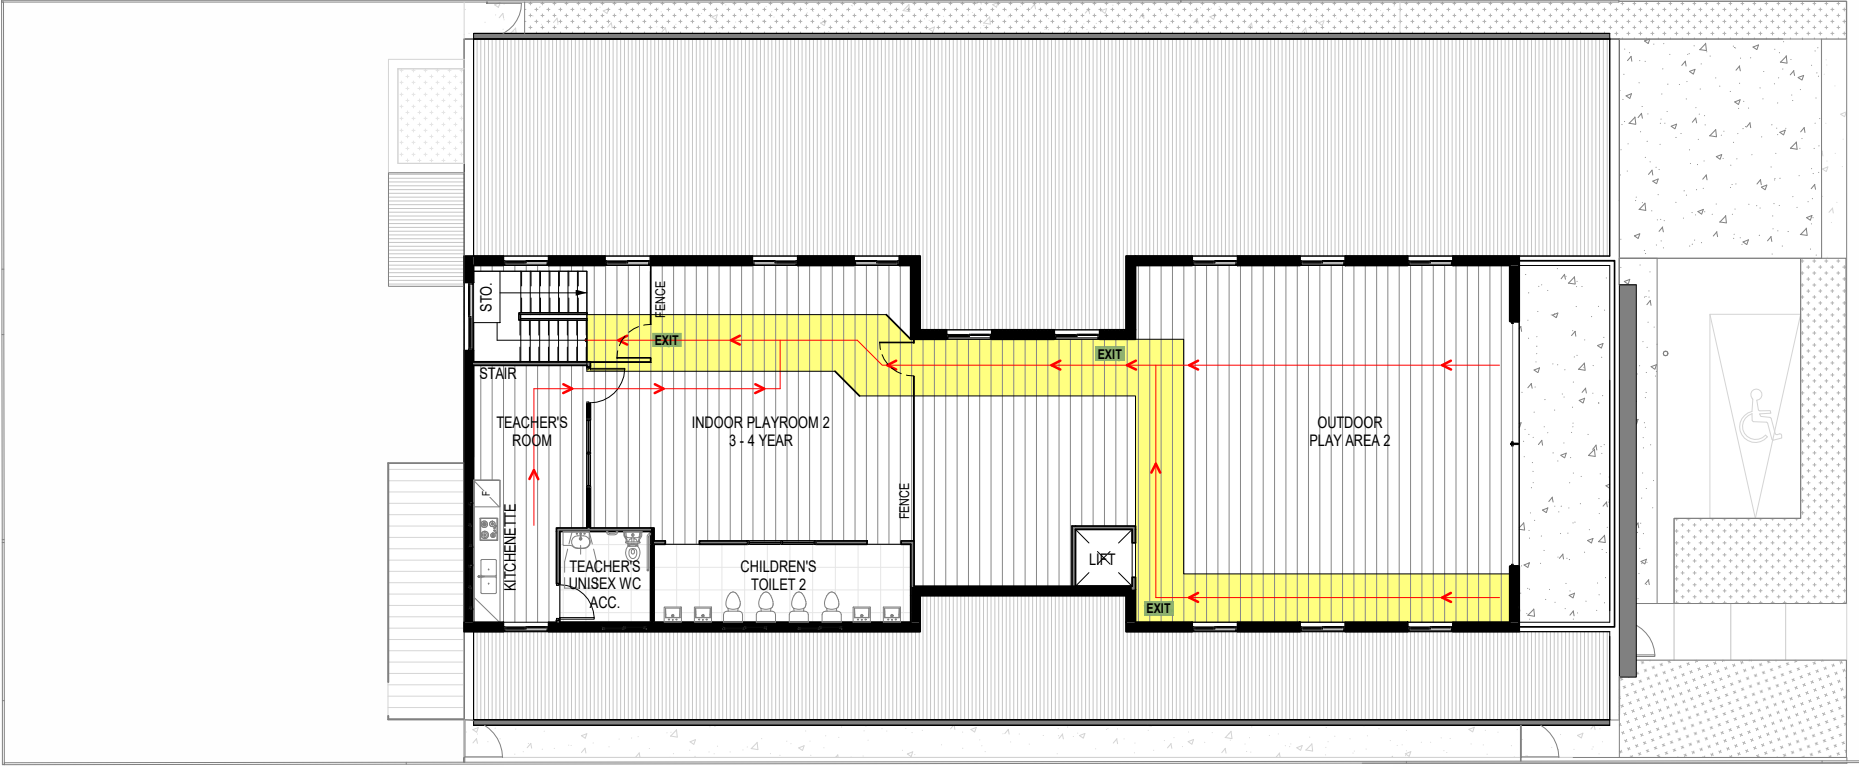 STO.
FENCE
EXIT
EXIT
STAIR
TEACHER'S
ROOM
INDOOR PLAYROOM 2
3 - 4 YEAR
OUTDOOR
PLAY AREA 2
F
KITCHENETTE
FENCE
TEACHER'S
UNISEX WC
ACC.
CHILDREN'S
TOILET 2
LIFT
EXIT